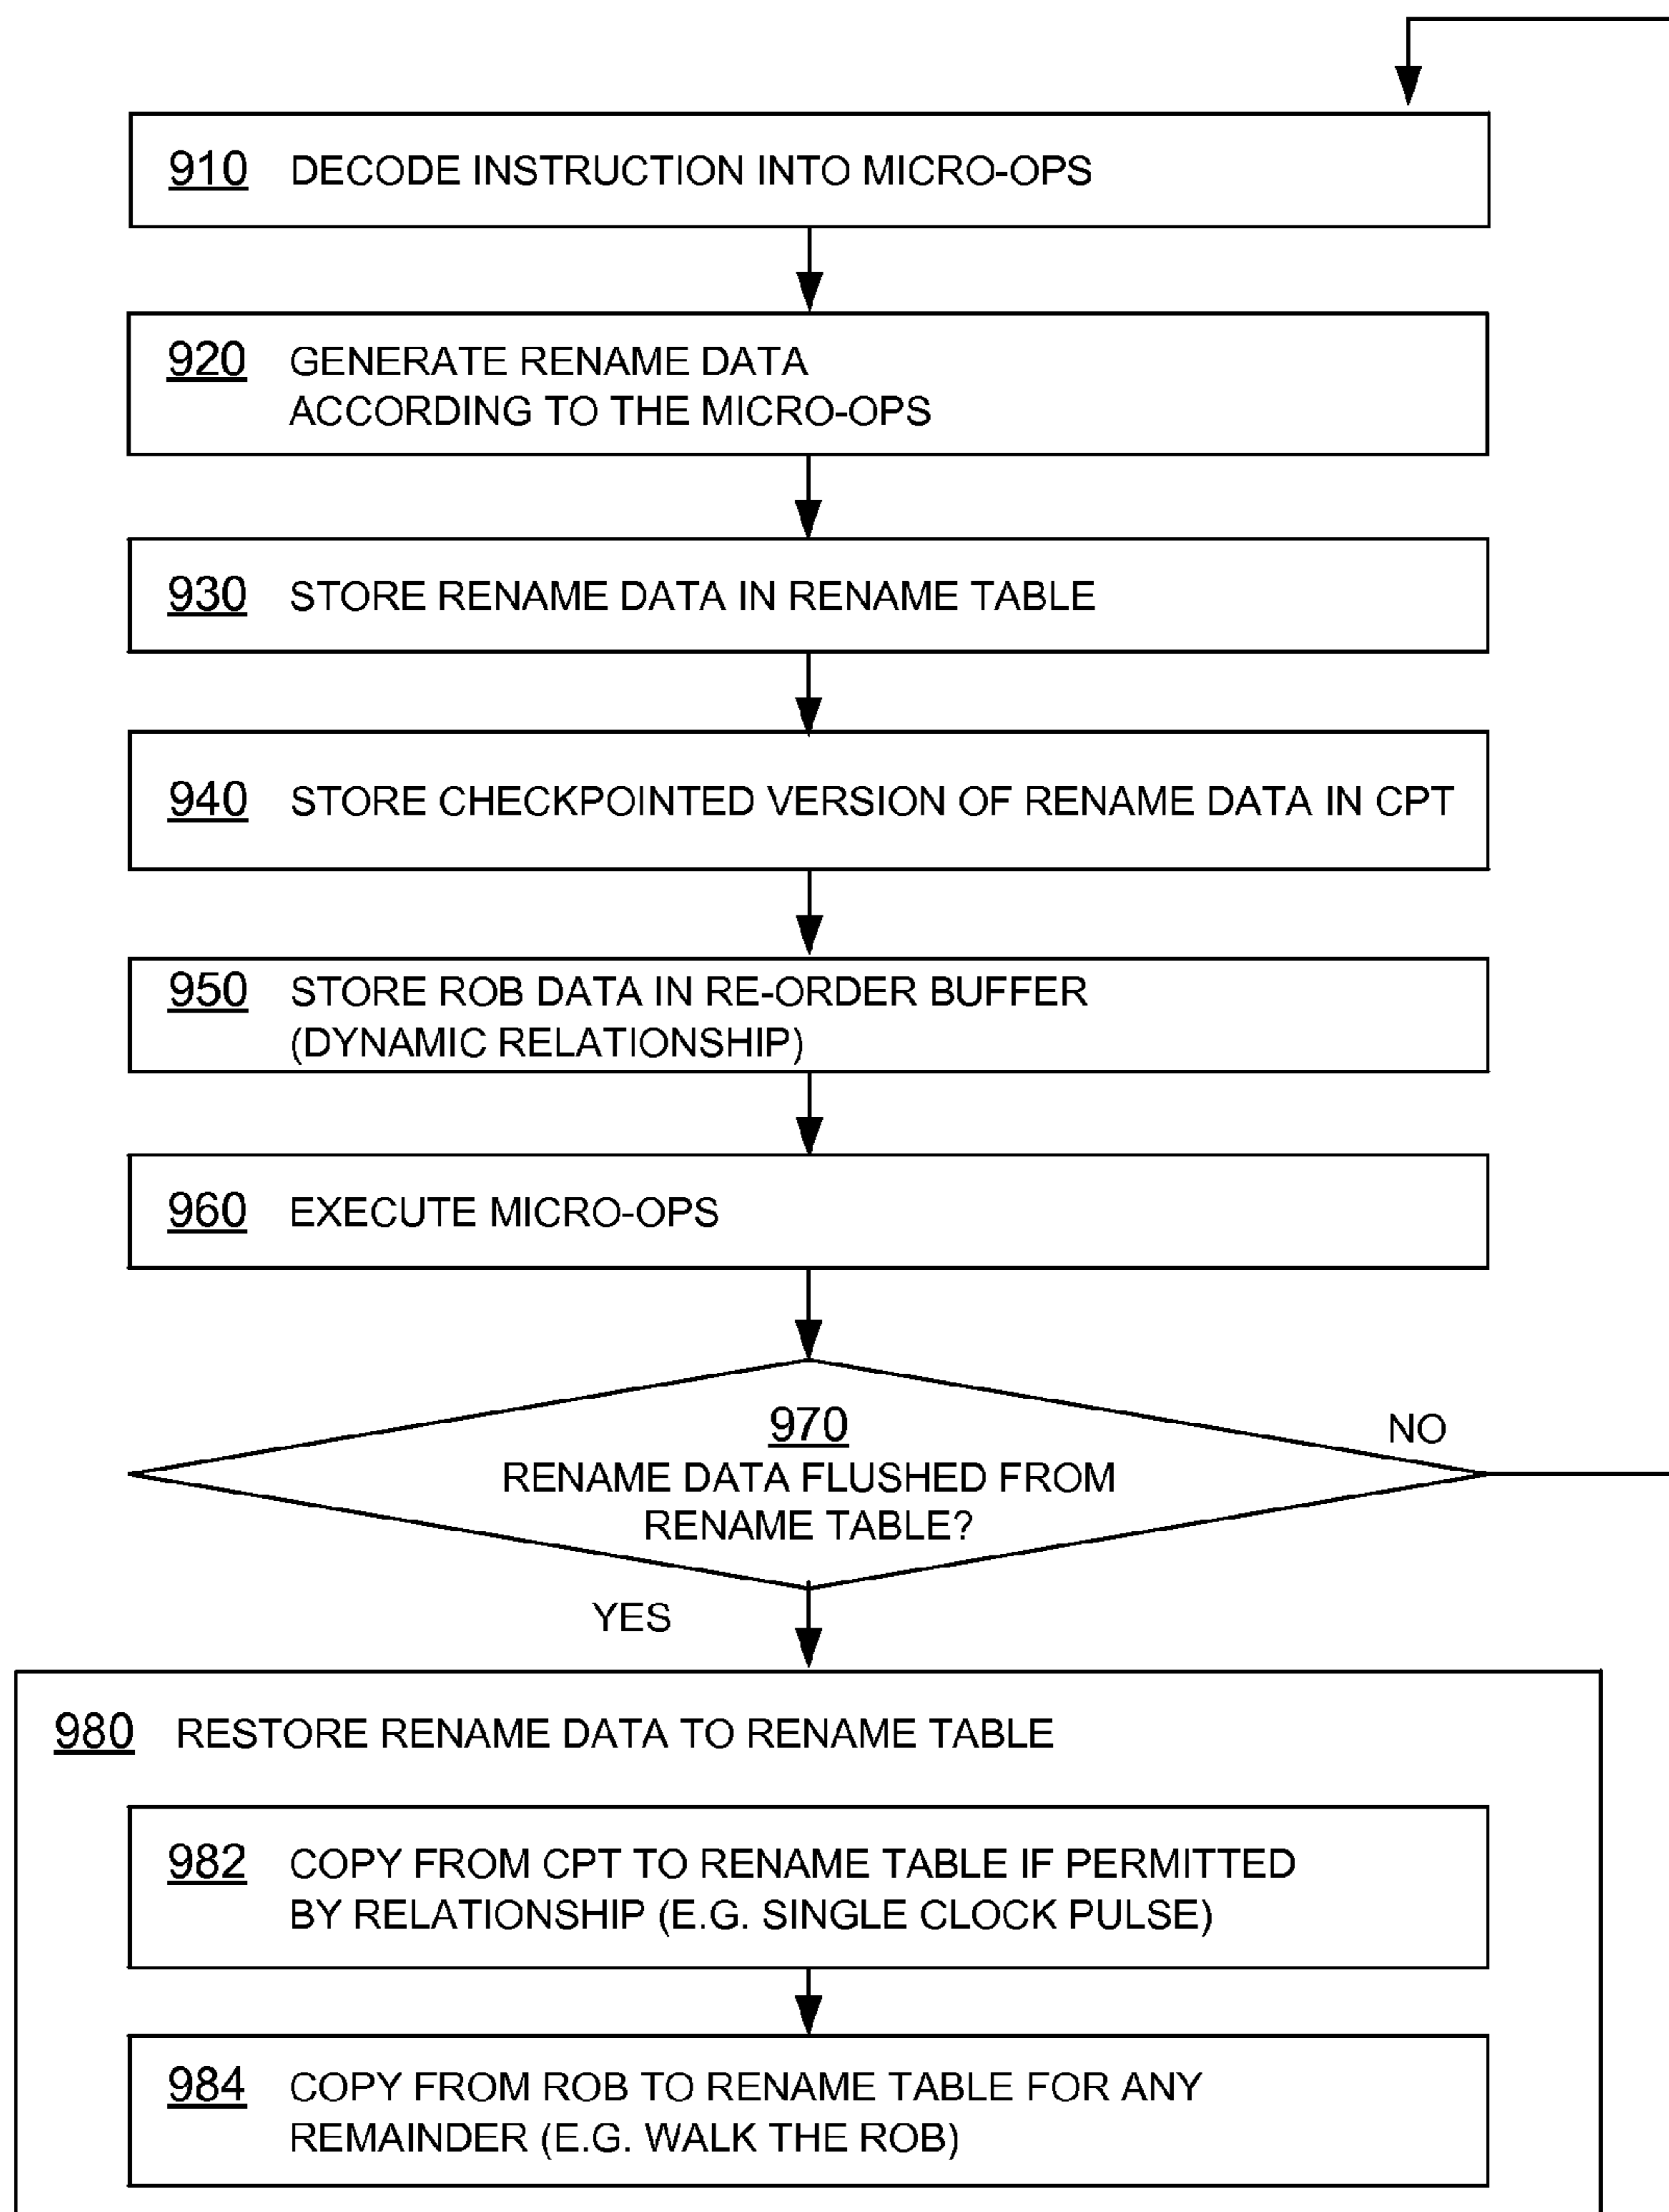 910 DECODE INSTRUCTION INTO MICRO-OPS
920 GENERATE RENAME DATA
ACCORDING TO THE MICRO-OPS
930 STORE RENAME DATA IN RENAME TABLE
940 STORE CHECKPOINTED VERSION OF RENAME DATA IN CPT
950 STORE ROB DATA IN RE-ORDER BUFFER
(DYNAMIC RELATIONSHIP)
960 EXECUTE MICRO-OPS
970
NO
RENAME DATA FLUSHED FROM
RENAME TABLE?
YES
980 RESTORE RENAME DATA TO RENAME TABLE
982 COPY FROM CPT TO RENAME TABLE IF PERMITTED
BY RELATIONSHIP (E.G. SINGLE CLOCK PULSE)
984 COPY FROM ROB TO RENAME TABLE FOR ANY
REMAINDER (E.G. WALK THE ROB)